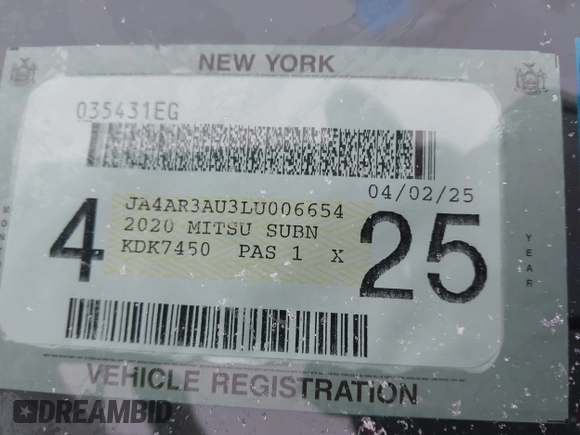 NEW YORK
035431EG
04/02/25
JA4AR3AU3LU006654
2020 MITSU SUBN
KDK7450 PAS 1 X
4
25
YEAR
VEHICLE REGISTRATION
DREAMBID